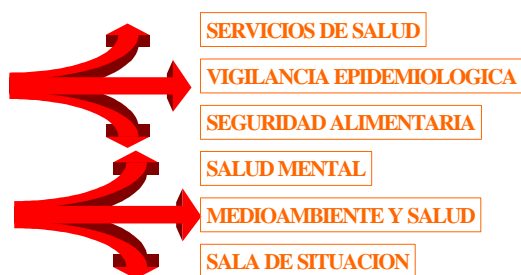 SERVICIOS DE SALUD
VIGILANCIA EPIDEMIOLOGICA
SEGURIDAD ALIMENTARIA
SALUD MENTAL
MEDIOAMBIENTE Y SALUD
SALA DE SITUACION